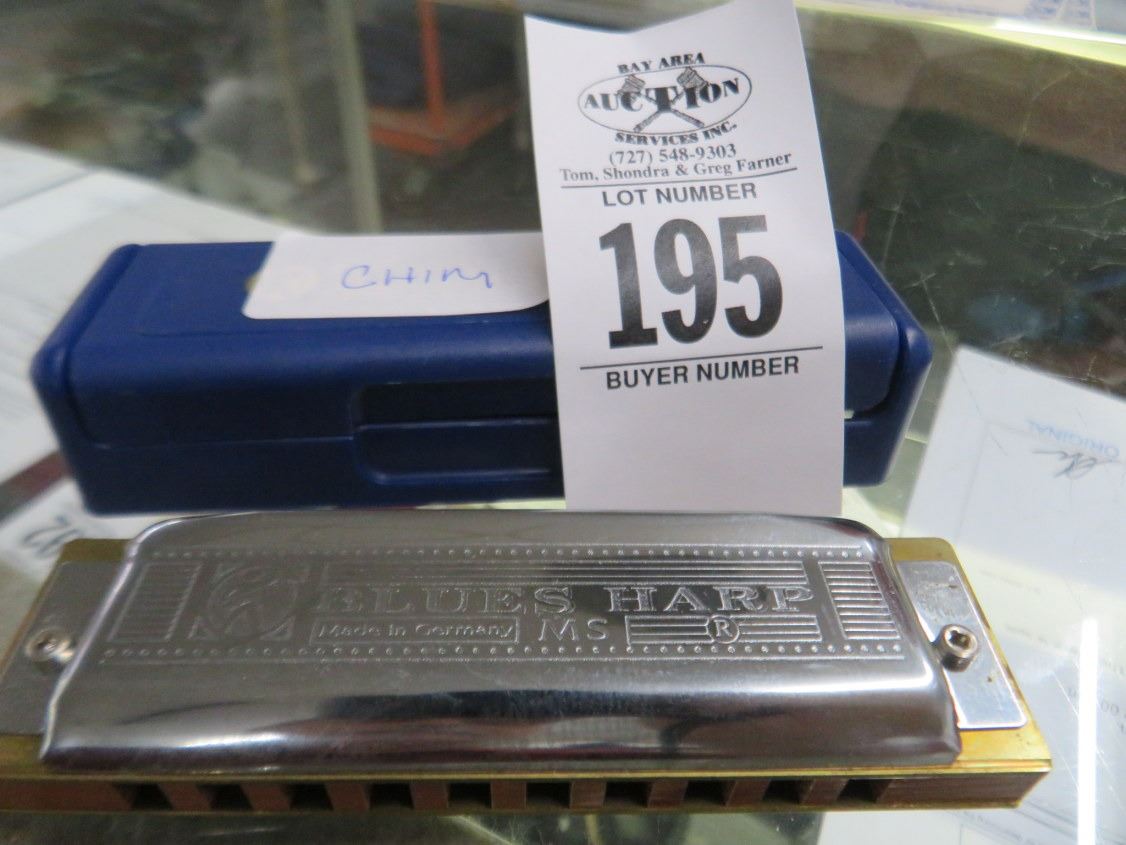 BAY AREA
AUCTION
SERVICES INC.
(727) 548-9303
Tom, Shondra & Greg Farner
LOT NUMBER
195
BUYER NUMBER
CHIM
BLUES HARP
Made in Germany MS ®
ORIGINAL